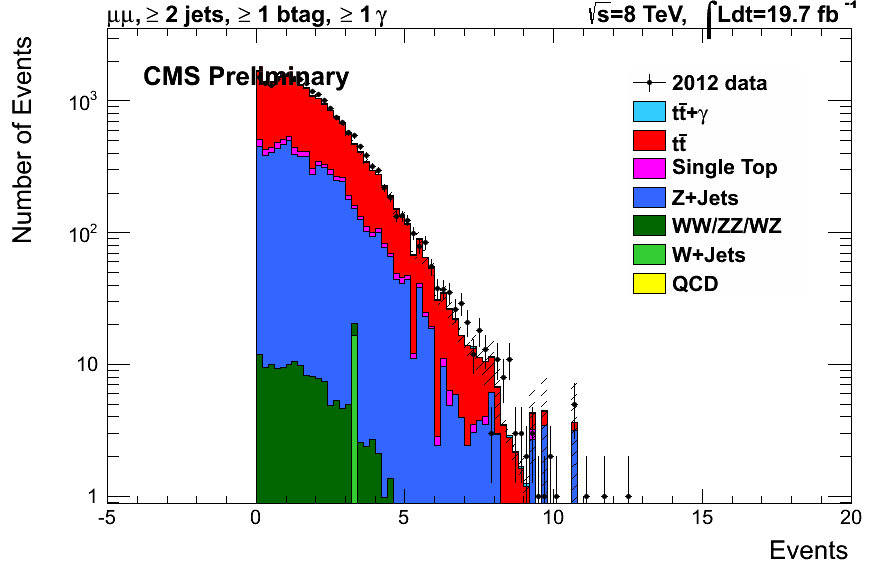 μμ, ≥ 2 jets, ≥ 1 btag, ≥ 1 γ
√s=8 TeV, ∫Ldt=19.7 fb⁻¹
CMS Preliminary
Number of Events
10³
10²
10
1
2012 data
tt̄+γ
tt̄
Single Top
Z+Jets
WW/ZZ/WZ
W+Jets
QCD
-5 0 5 10 15 20
Events